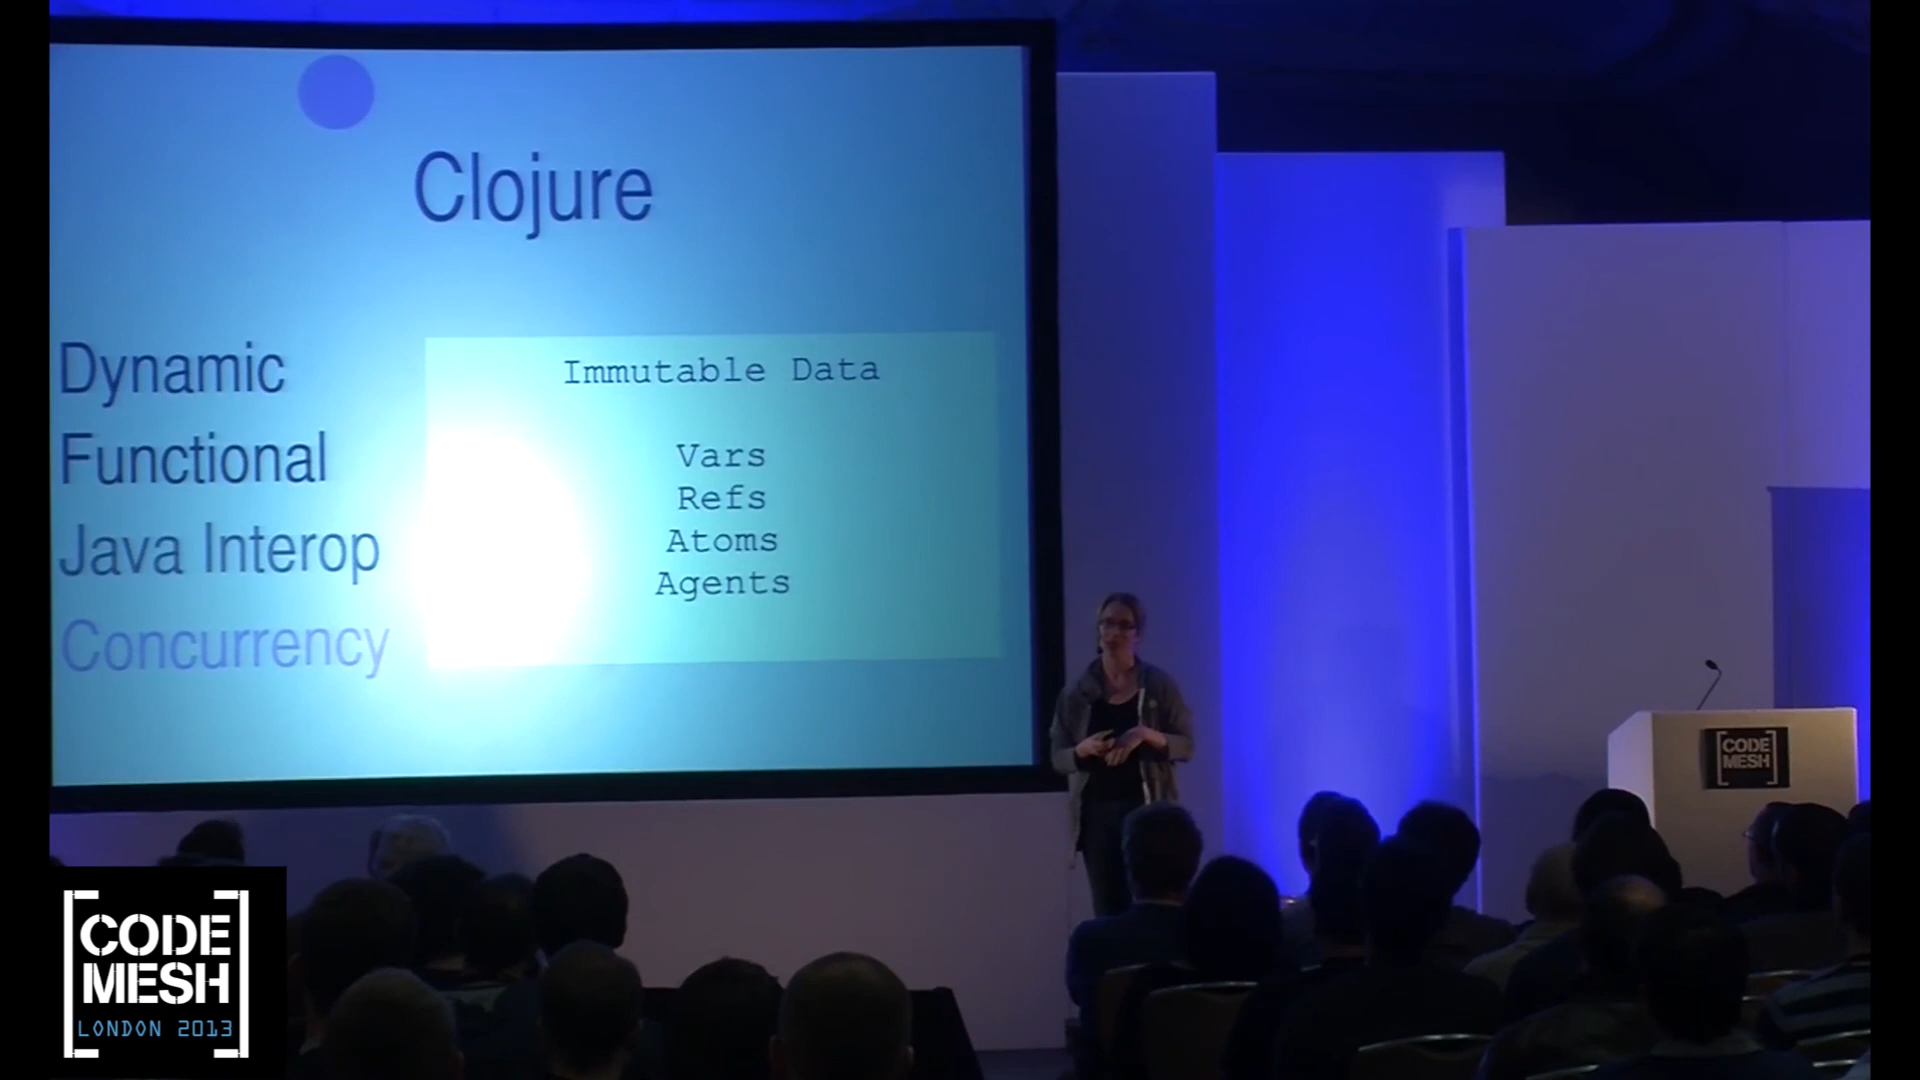 Clojure
Dynamic
Functional
Java Interop
Concurrency
Immutable Data
Vars
Refs
Atoms
Agents
CODE
MESH
CODE
MESH
LONDON 2013